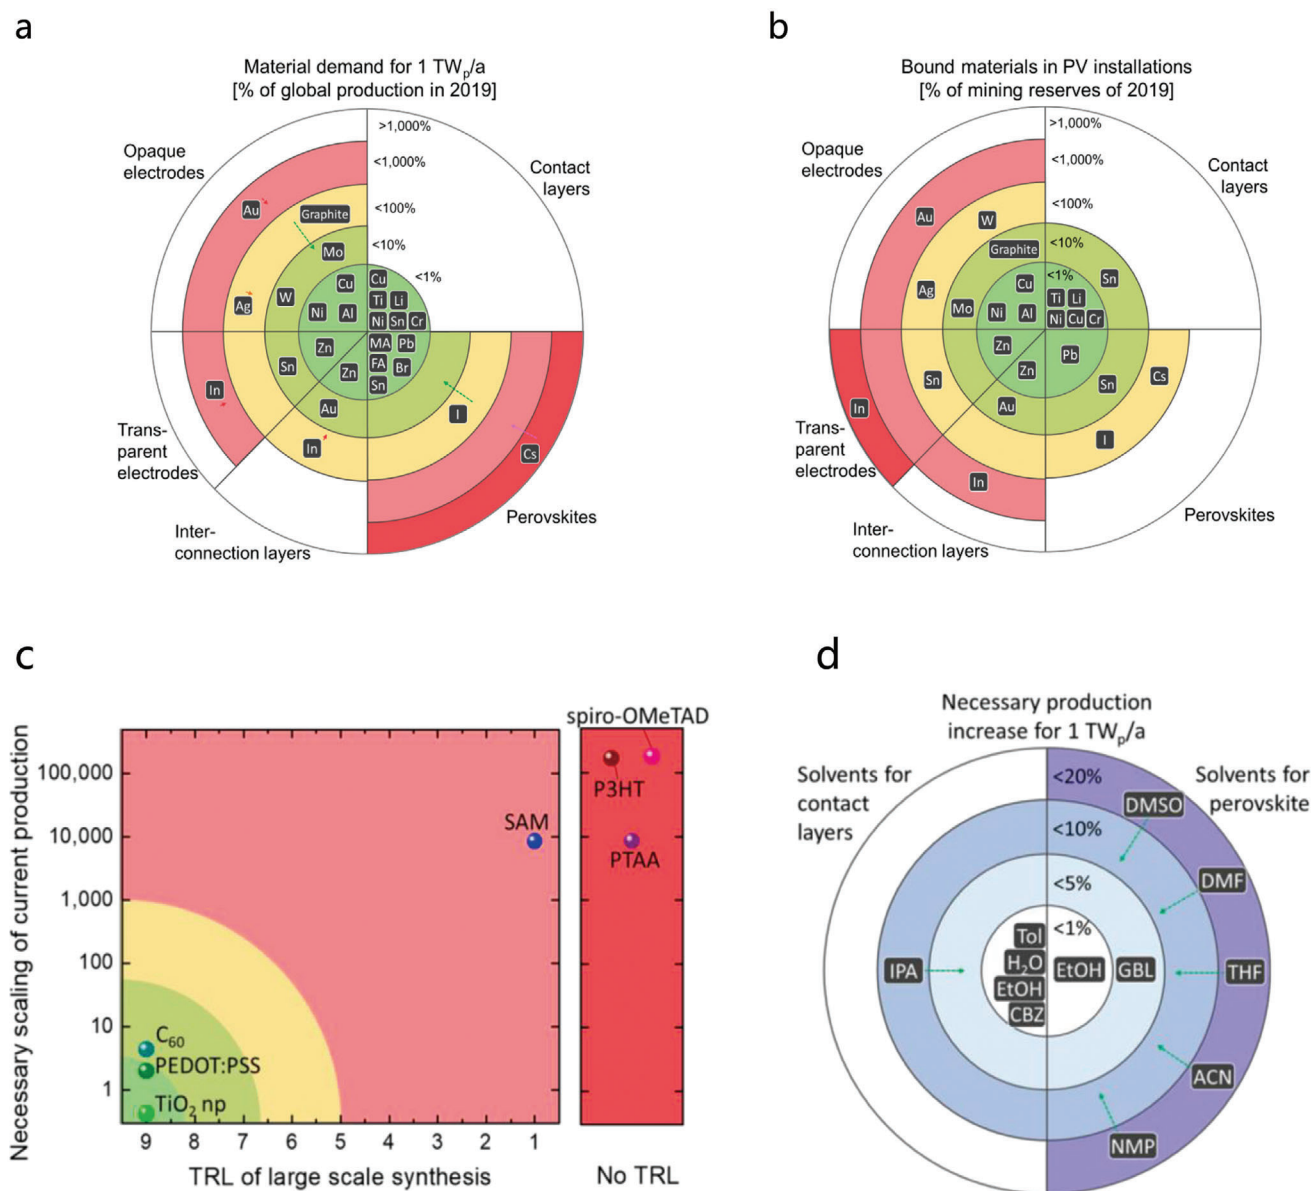 a
Material demand for 1 TWp/a
[% of global production in 2019]
Opaque
electrodes
Contact
layers
>1,000%
<1,000%
<100%
<10%
<1%
Au
Graphite
Mo
Cu
Cu
Ag
W
Ti
Li
Ni
Al
Ni
Sn
Cr
Zn
MA
Pb
Sn
Zn
FA
Br
Sn
In
Au
I
In
Cs
Trans-
parent
electrodes
Inter-
connection layers
Perovskites
b
Bound materials in PV installations
[% of mining reserves of 2019]
Opaque
electrodes
Contact
layers
>1,000%
<1,000%
<100%
<10%
<1%
Au
W
Graphite
Cu
Sn
Ag
Mo
Ni
Al
Ti
Li
Ni
Cu
Cr
Zn
Pb
Sn
Zn
Sn
Cs
In
Au
I
In
Trans-
parent
electrodes
Inter-
connection layers
Perovskites
c
Necessary scaling of current production
100,000
10,000
1,000
100
10
1
spiro-OMeTAD
P3HT
SAM
PTAA
C60
PEDOT:PSS
TiO2 np
9 8 7 6 5 4 3 2 1
TRL of large scale synthesis
No TRL
d
Necessary production
increase for 1 TWp/a
Solvents for
contact
layers
Solvents for
perovskite
<20%
<10%
<5%
<1%
DMSO
DMF
Tol
H2O
EtOH
CBZ
IPA
EtOH
GBL
THF
ACN
NMP